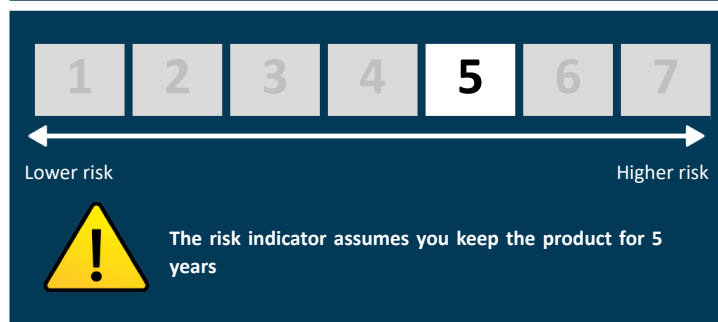 1 2 3 4 5 6 7
Lower risk Higher risk
The risk indicator assumes you keep the product for 5
years